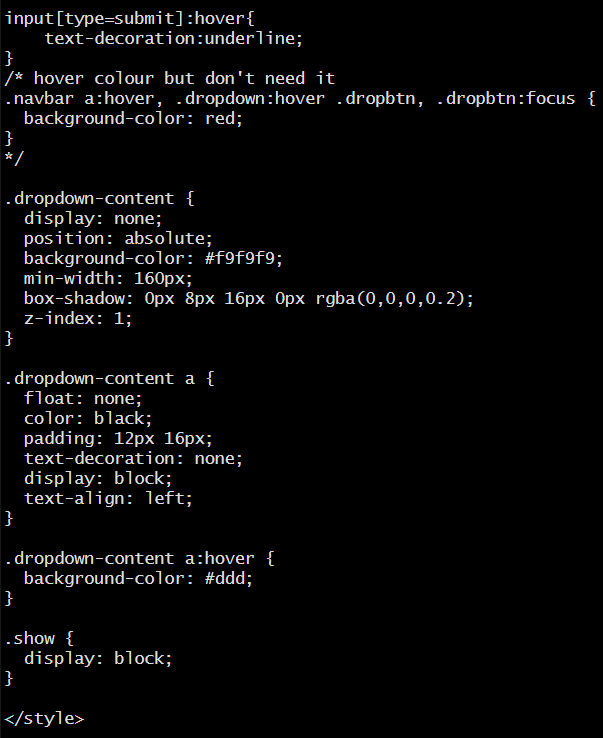 input[type=submit]:hover{
    text-decoration:underline;
}
/* hover colour but don't need it
.navbar a:hover, .dropdown:hover .dropbtn, .dropbtn:focus {
  background-color: red;
}
*/

.dropdown-content {
  display: none;
  position: absolute;
  background-color: #f9f9f9;
  min-width: 160px;
  box-shadow: 0px 8px 16px 0px rgba(0,0,0,0.2);
  z-index: 1;
}

.dropdown-content a {
  float: none;
  color: black;
  padding: 12px 16px;
  text-decoration: none;
  display: block;
  text-align: left;
}

.dropdown-content a:hover {
  background-color: #ddd;
}

.show {
  display: block;
}

</style>